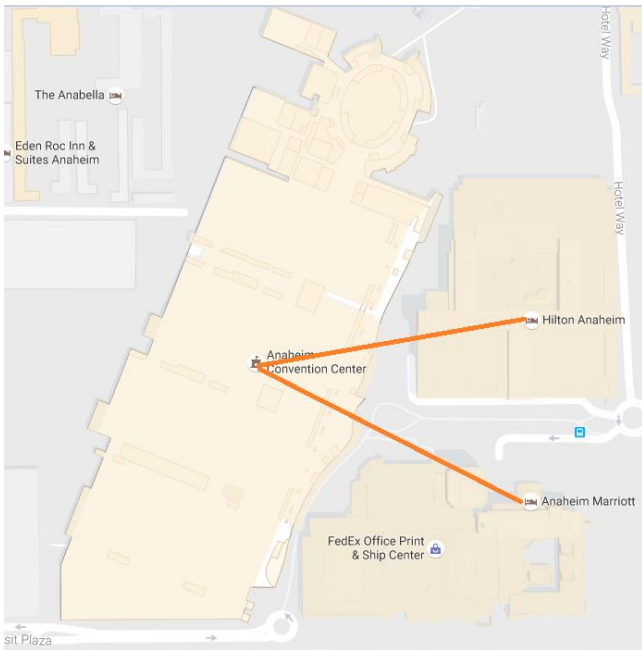 Hotel Way
The Anabella
Eden Roc Inn &
Suites Anaheim
Hotel Way
Hilton Anaheim
Anaheim
Convention Center
Anaheim Marriott
FedEx Office Print
& Ship Center
sit Plaza